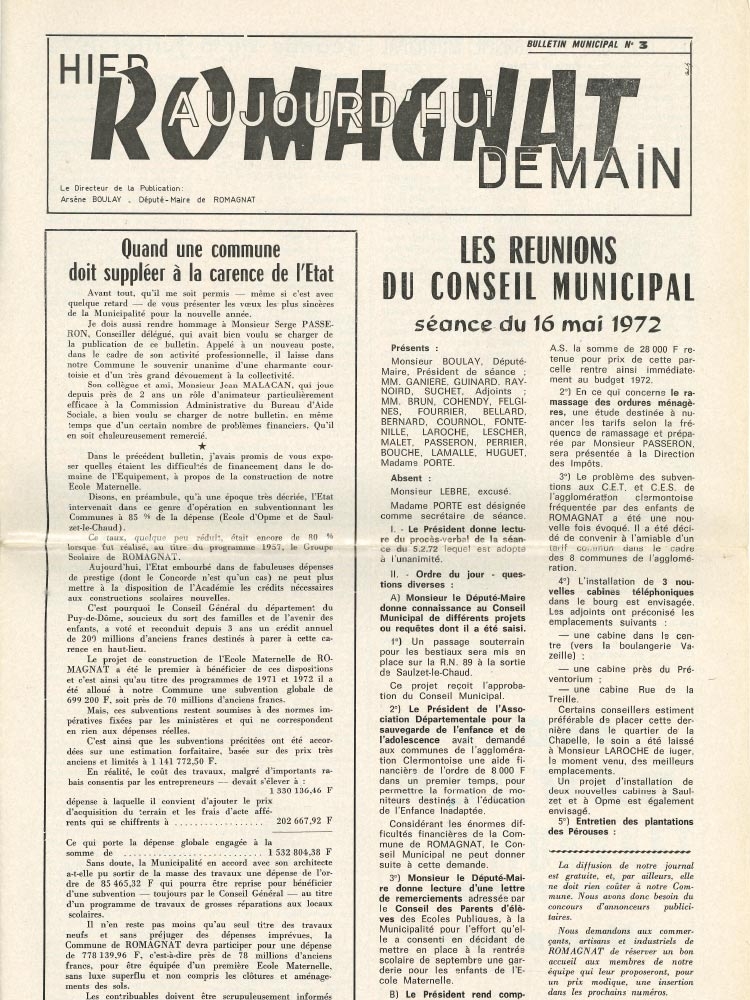 BULLETIN MUNICIPAL N° 3
HIER
ROMAGNAT
AUJOURD'HUi
DEMAiN
Le Directeur de la Publication:
Arsène BOULAY . Député-Maire de ROMAGNAT
Quand une commune
doit suppléer à la carence de l'Etat
Avant tout, qu'il me soit permis — même si c'est avec
quelque retard — de vous présenter les vœux les plus sincères
de la Municipalité pour la nouvelle année.
Je dois aussi rendre hommage à Monsieur Serge PASSE-
RON, Conseiller délégué, qui avait bien voulu se charger de
la publication de ce bulletin. Appelé à un nouveau poste,
dans le cadre de son activité professionnelle, il laisse dans
notre Commune le souvenir unanime d'une charmante cour-
toisie et d'un très grand dévouement à la collectivité.
Son collègue et ami, Monsieur Jean MALACAN, qui joue
depuis près de 2 ans un rôle d'animateur particulièrement
efficace à la Commission Administrative du Bureau d'Aide
Sociale, a bien voulu se charger de notre bulletin, en même
temps que d'un certain nombre de problèmes financiers. Qu'il
en soit chaleureusement remercié.
★
Dans le précédent bulletin, j'avais promis de vous expo-
ser quelles étaient les difficultés de financement dans le do-
maine de l'Equipement, à propos de la construction de notre
Ecole Maternelle.
Disons, en préambule, qu'à une époque très décriée, l'Etat
intervenait dans ce genre d'opération en subventionnant les
Communes à 85 % de la dépense (Ecole d'Opme et de Saul-
zet-le-Chaud).
Ce taux, quelque peu réduit, était encore de 80 %
lorsque fut réalisé, au titre du programme 1957, le Groupe
Scolaire de ROMAGNAT.
Aujourd'hui, l'Etat embourbé dans de fabuleuses dépenses
de prestige (dont le Concorde n'est qu'un cas) ne peut plus
mettre à la disposition de l'Académie les crédits nécessaires
aux constructions scolaires nouvelles.
C'est pourquoi le Conseil Général du département du
Puy-de-Dôme, soucieux du sort des familles et de l'avenir des
enfants, a voté et reconduit depuis 3 ans un crédit annuel
de 209 millions d'anciens francs destinés à parer à cette ca-
rence en haut-lieu.
Le projet de construction de l'Ecole Maternelle de RO-
MAGNAT a été le premier à bénéficier de ces dispositions
et c'est ainsi qu'au titre des programmes de 1971 et 1972 il a
été alloué à notre Commune une subvention globale de
699 200 F, soit près de 70 millions d'anciens francs.
Mais, ces subventions restent soumises à des normes im-
pératives fixées par les ministères et qui ne correspondent
en rien aux dépenses réelles.
C'est ainsi que les subventions précitées ont été accor-
dées sur une estimation forfaitaire, basée sur des prix très
anciens et limités à 1 141 772,50 F.
En réalité, le coût des travaux, malgré d'importants ra-
bais consentis par les entrepreneurs — devait s'élever à :
1 330 136,46 F
dépense à laquelle il convient d'ajouter le prix
d'acquisition du terrain et les frais d'acte affé-
rents qui se chiffrent à .................. 202 667,92 F
Ce qui porte la dépense globale engagée à la
somme de .................. 1 532 804,38 F
Sans doute, la Municipalité en accord avec son architecte
a-t-elle pu sortir de la masse des travaux une dépense de l'or-
dre de 85 465,32 F qui pourra être reprise pour bénéficier
d'une subvention — toujours par le Conseil Général — au titre
d'un programme de travaux de grosses réparations aux locaux
scolaires.
Il n'en reste pas moins qu'au seul titre des travaux
neufs et sans préjuger des dépenses imprévues, la
Commune de ROMAGNAT devra participer pour une dépense
de 778 139,96 F, c'est-à-dire près de 78 millions d'anciens
francs, pour être équipée d'un première Ecole Maternelle,
sans luxe superflu et non compris les clôtures et aménage-
ments des sols.
Les contribuables doivent être scrupuleusement informés
LES REUNIONS
DU CONSEIL MUNICIPAL
séance du 16 mai 1972
Présents :
Monsieur BOULAY, Député-
Maire, Président de séance ;
MM. GANIERE, GUINARD, RAY-
NOIRD, SUCHET, Adjoints ;
MM. BRUN, COHENDY, FELGI-
NES, FOURRIER, BELLARD,
BERNARD, COURNOL, FONTE-
NILLE, LAROCHE, LESCHER,
MALET, PASSERON, PERRIER,
BOUCHE, LAMALLE, HUGUET,
Madame PORTE.
Absent :
Monsieur LEBRE, excusé.
Madame PORTE est désignée
comme secrétaire de séance.
I. - Le Président donne lectu-
re du procès-verbal de la séan-
ce du 5.2.72 lequel est adopté
à l'unanimité.
II. - Ordre du jour - ques-
tions diverses :
A) Monsieur le Député-Maire
donne connaissance au Conseil
Municipal de différents projets
ou requêtes dont il a été saisi.
1°) Un passage souterrain
pour les bestiaux sera mis en
place sur la R.N. 89 à la sortie
de Saulzet-le-Chaud.
Ce projet reçoit l'approba-
tion du Conseil Municipal.
2°) Le Président de l'Asso-
ciation Départementale pour la
sauvegarde de l'enfance et de
l'adolescence avait demandé
aux communes de l'aggloméra-
tion Clermontoise une aide fi-
nancière de l'ordre de 8 000 F
dans un premier temps, pour
permettre la formation de mo-
niteurs destinés à l'éducation
de l'Enfance Inadaptée.
Considérant les énormes dif-
ficultés financières de la Com-
mune de ROMAGNAT, le Con-
seil Municipal ne peut donner
suite à cette demande.
3°) Monsieur le Député-Mai-
re donne lecture d'une lettre
de remerciements adressée par
le Conseil des Parents d'élè-
ves des Ecoles Publiques, à la
Municipalité pour l'effort qu'el-
le a consenti en décidant de
mettre en place à la rentrée
scolaire de septembre une gar-
derie pour les enfants de l'E-
cole Maternelle.
B) Le Président rend comp-
A.S. la somme de 28 000 F re-
tenue pour prix de cette par-
celle rentre ainsi immédiate-
ment au budget 1972.
2°) En ce qui concerne le ra-
massage des ordures ménagè-
res, une étude destinée à nu-
ancer les tarifs selon la fré-
quence de ramassage et prépa-
rée par Monsieur PASSERON,
sera présentée à la Direction
des Impôts.
3°) Le problème des subven-
tions aux C.E.T. et C.E.S. de
l'agglomération clermontoise
fréquentée par des enfants de
ROMAGNAT a été une nou-
velle fois évoqué. Il a été déci-
dé de convenir à l'amiable d'un
tarif commun dans le cadre
des 8 communes de l'agglomé-
ration.
4°) L'installation de 3 nou-
velles cabines téléphoniques
dans le bourg est envisagée.
Les adjoints ont préconisé les
emplacements suivants :
— une cabine dans le cen-
tre (vers la boulangerie Va-
zeille) ;
— une cabine près du Pré-
ventorium ;
— une cabine Rue de la
Treille.
Certains conseillers estiment
préférable de placer cette der-
nière dans le quartier de la
Chapelle, le soin a été laissé
à Monsieur LAROCHE de juger,
le moment venu, des meilleurs
emplacements.
Un projet d'installation de
deux nouvelles cabines à Saul-
zet et à Opme est également
envisagé.
5°) Entretien des plantations
des Pérouses :
La diffusion de notre journal
est gratuite, et, par ailleurs, elle
ne doit rien coûter à notre Com-
mune. Nous avons donc besoin du
concours d'annonceurs publici-
taires.
Nous demandons aux commer-
çants, artisans et industriels de
ROMAGNAT de réserver un bon
accueil aux membres de notre
équipe qui leur proposeront, pour
un prix modique, une insertion
dans les prochains numéros.